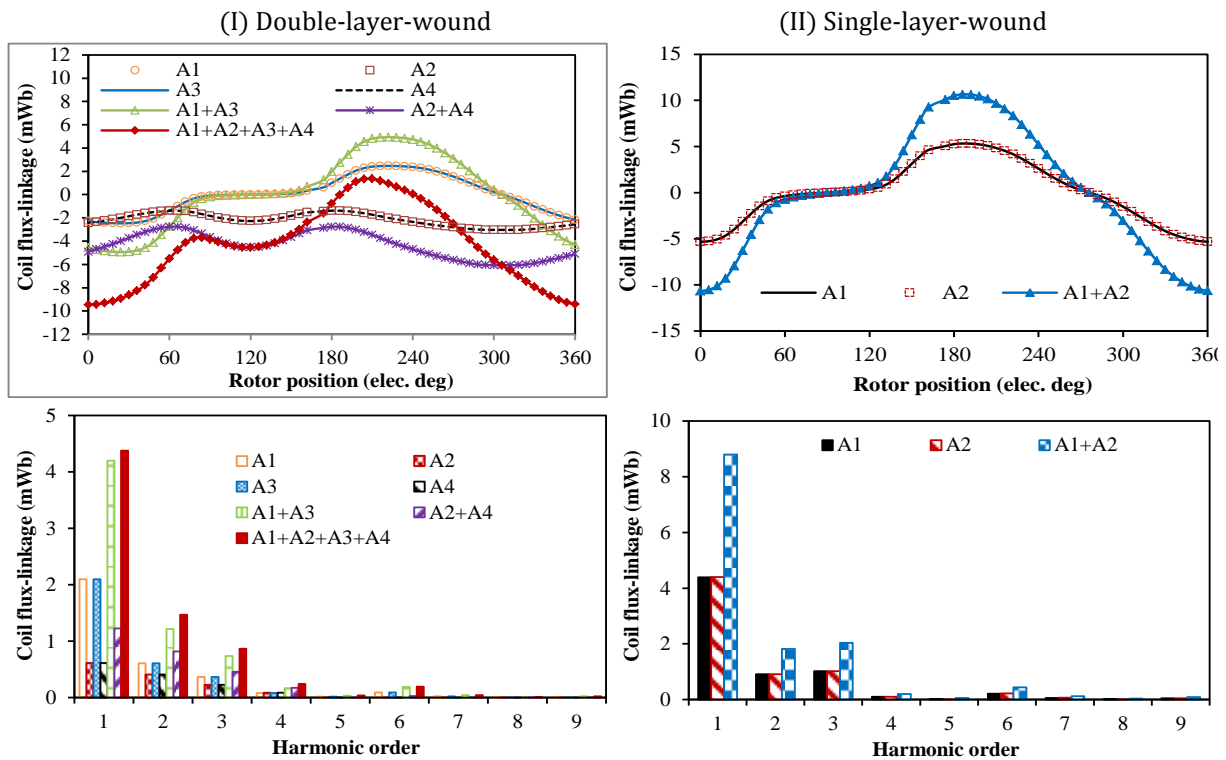 (I) Double-layer-wound
Coil flux-linkage (mWb)
12
10
8
6
4
2
0
-2
-4
-6
-8
-10
-12
A1
A2
A3
A4
A1+A3
A2+A4
A1+A2+A3+A4
0 60 120 180 240 300 360
Rotor position (elec. deg)
(II) Single-layer-wound
Coil flux-linkage (mWb)
15
10
5
0
-5
-10
-15
A1 A2 A1+A2
0 60 120 180 240 300 360
Rotor position (elec. deg)
Coil flux-linkage (mWb)
5
4
3
2
1
0
A1
A2
A3
A4
A1+A3
A2+A4
A1+A2+A3+A4
1 2 3 4 5 6 7 8 9
Harmonic order
Coil flux-linkage (mWb)
10
8
6
4
2
0
A1 A2 A1+A2
1 2 3 4 5 6 7 8 9
Harmonic order